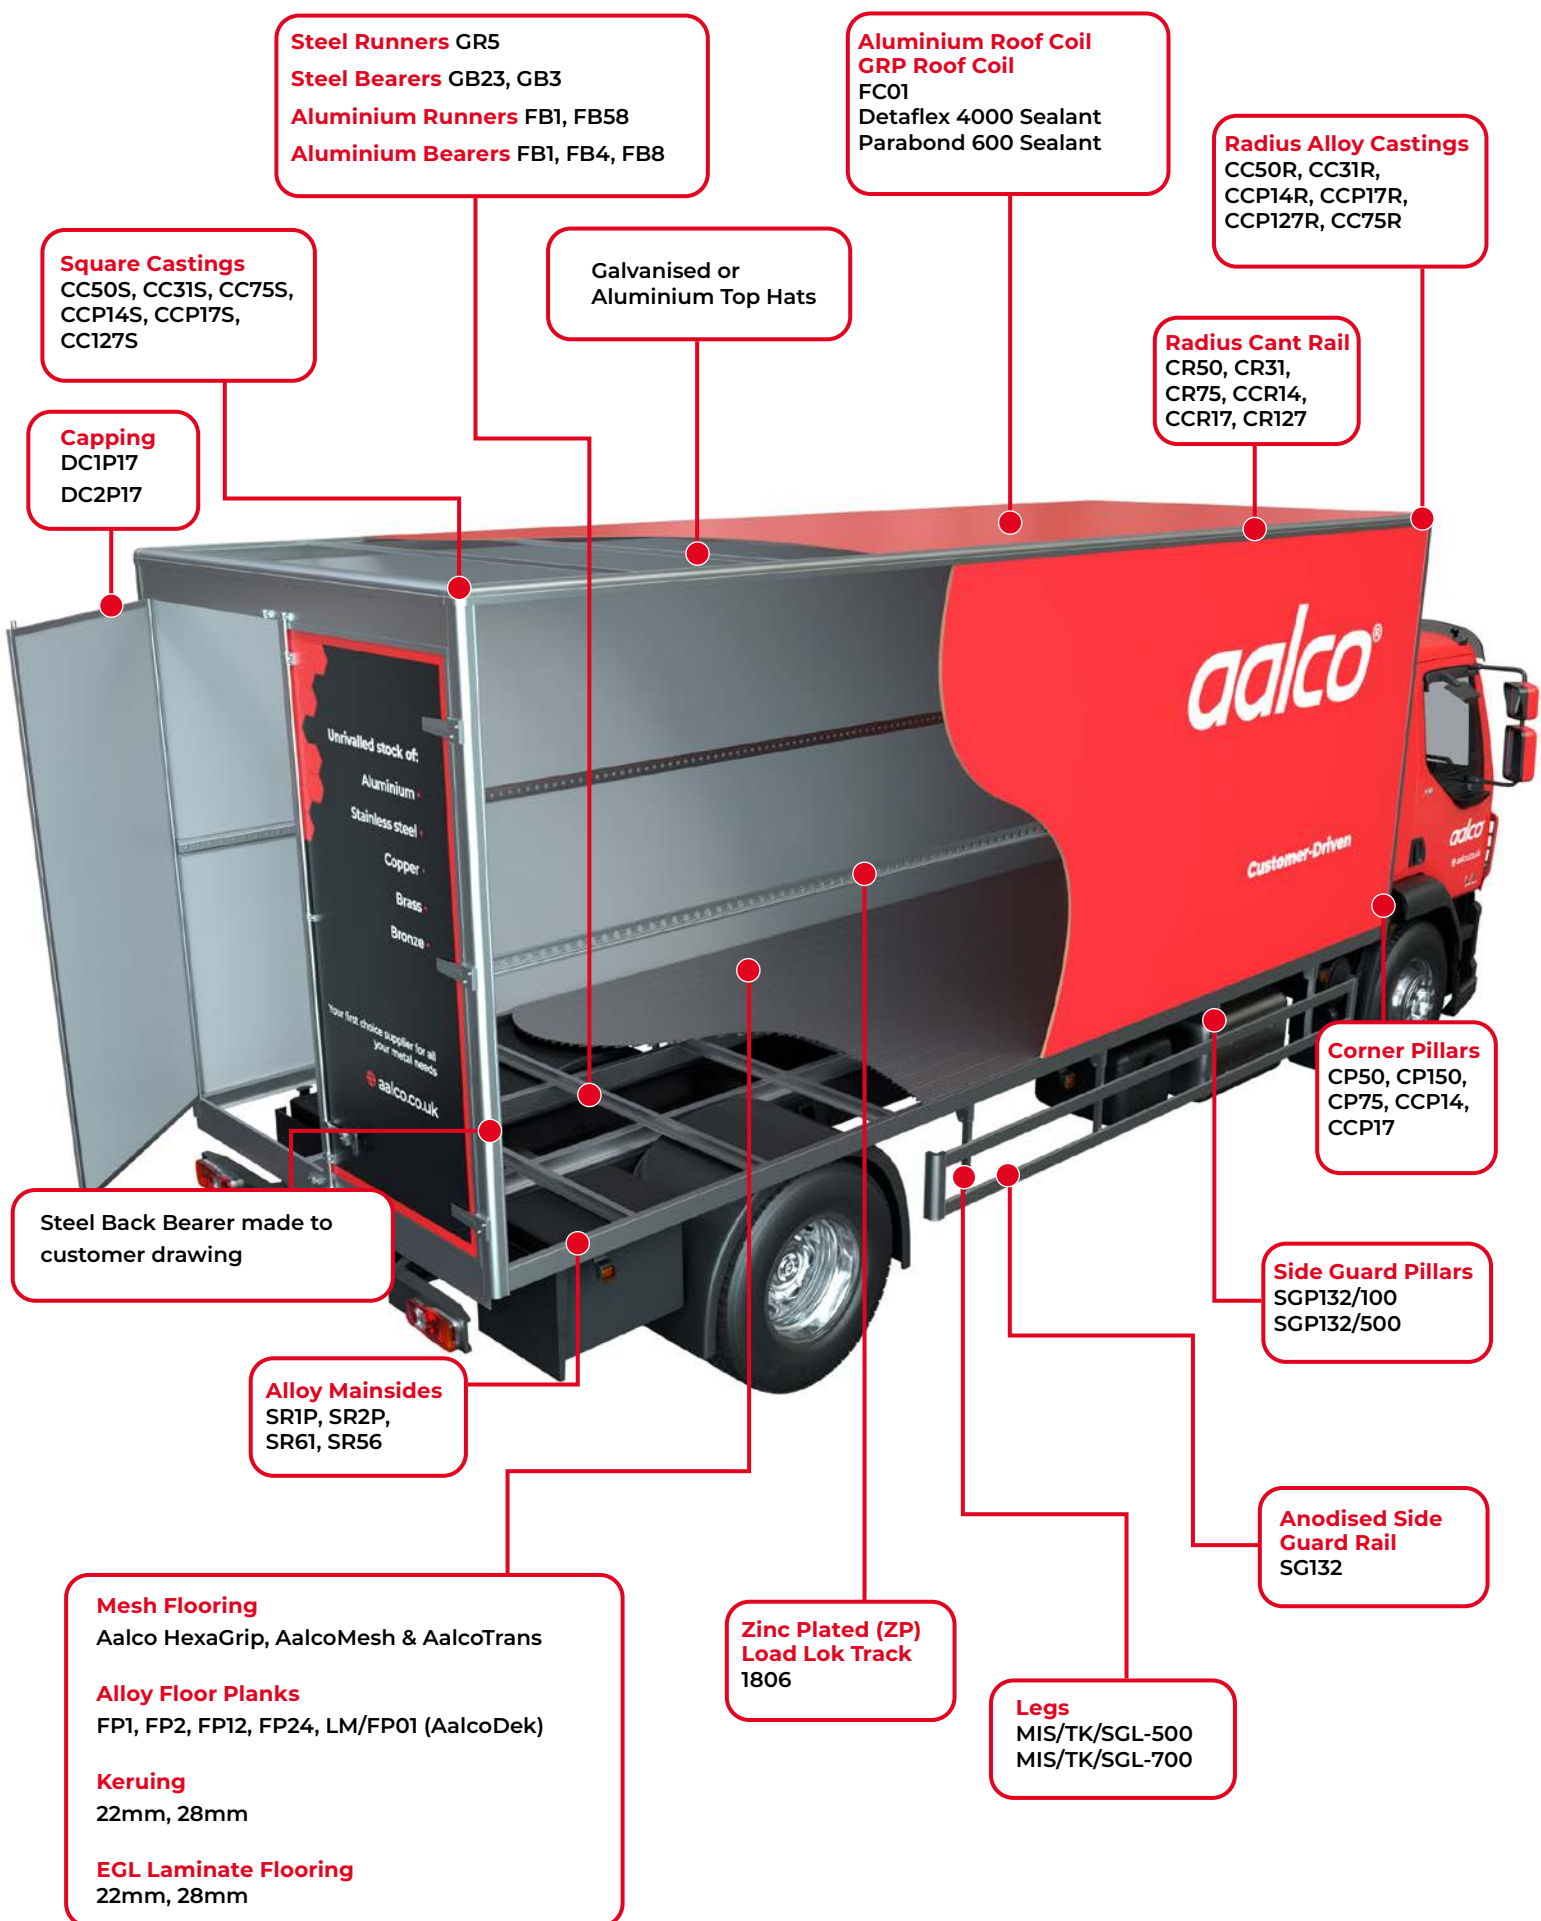 Steel Runners GR5
Steel Bearers GB23, GB3
Aluminium Runners FB1, FB58
Aluminium Bearers FB1, FB4, FB8
Aluminium Roof Coil
GRP Roof Coil
FC01
Detaflex 4000 Sealant
Parabond 600 Sealant
Radius Alloy Castings
CC50R, CC31R,
CCP14R, CCP17R,
CCP127R, CC75R
Square Castings
CC50S, CC31S, CC75S,
CCP14S, CCP17S,
CC127S
Galvanised or
Aluminium Top Hats
Radius Cant Rail
CR50, CR31,
CR75, CCR14,
CCR17, CR127
Capping
DC1P17
DC2P17
aalco®
Customer-Driven
aalco
Unrivalled stock of:
Aluminium
Stainless steel
Copper
Brass
Bronze
Your first choice supplier for all
your metal needs
aalco.co.uk
Corner Pillars
CP50, CP150,
CP75, CCP14,
CCP17
Steel Back Bearer made to
customer drawing
Side Guard Pillars
SGP132/100
SGP132/500
Alloy Mainsides
SR1P, SR2P,
SR61, SR56
Anodised Side
Guard Rail
SG132
Mesh Flooring
Aalco HexaGrip, AalcoMesh & AalcoTrans
Alloy Floor Planks
FP1, FP2, FP12, FP24, LM/FP01 (AalcoDek)
Keruing
22mm, 28mm
EGL Laminate Flooring
22mm, 28mm
Zinc Plated (ZP)
Load Lok Track
1806
Legs
MIS/TK/SGL-500
MIS/TK/SGL-700